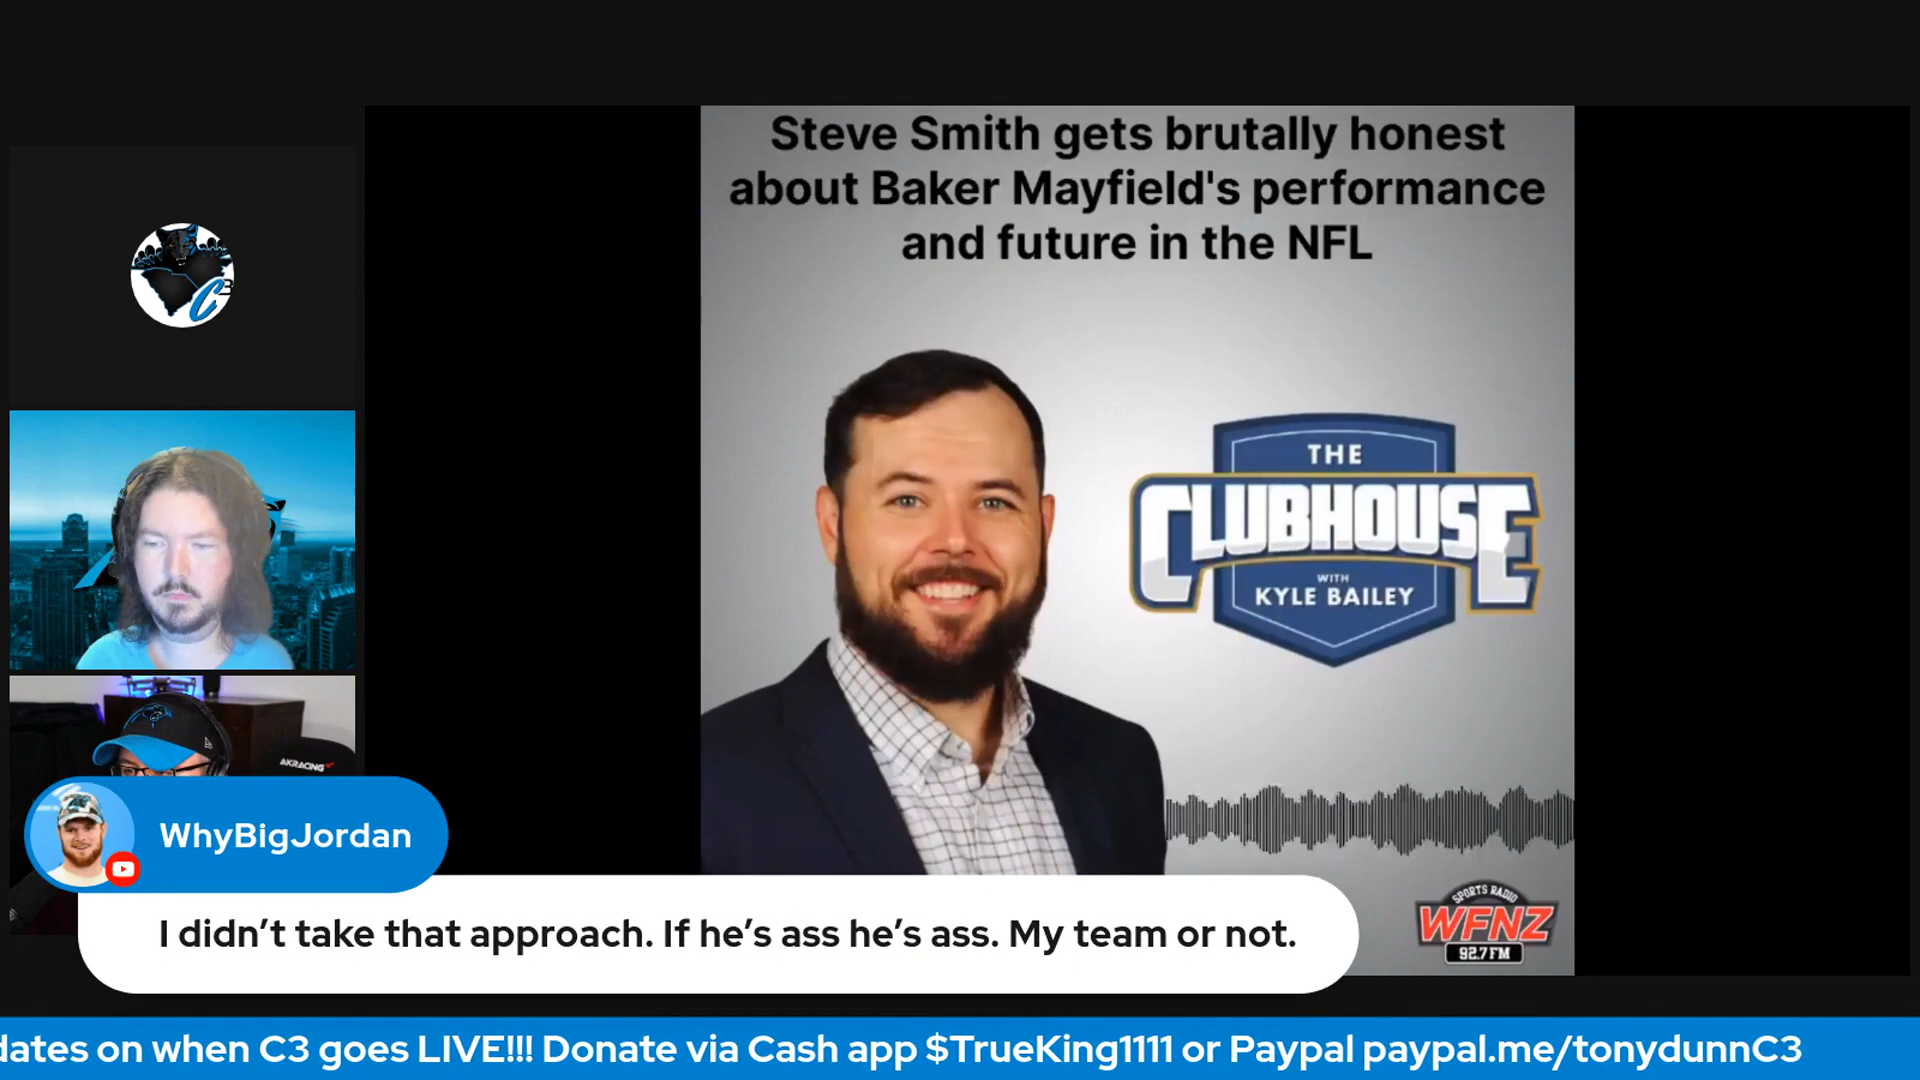 Steve Smith gets brutally honest
about Baker Mayfield's performance
and future in the NFL
THE
CLUBHOUSE
WITH
KYLE BAILEY
C3
AKRACING
WhyBigJordan
I didn’t take that approach. If he’s ass he’s ass. My team or not.
SPORTS RADIO
WFNZ
92.7 FM
dates on when C3 goes LIVE!!! Donate via Cash app $TrueKing1111 or Paypal paypal.me/tonydunnC3